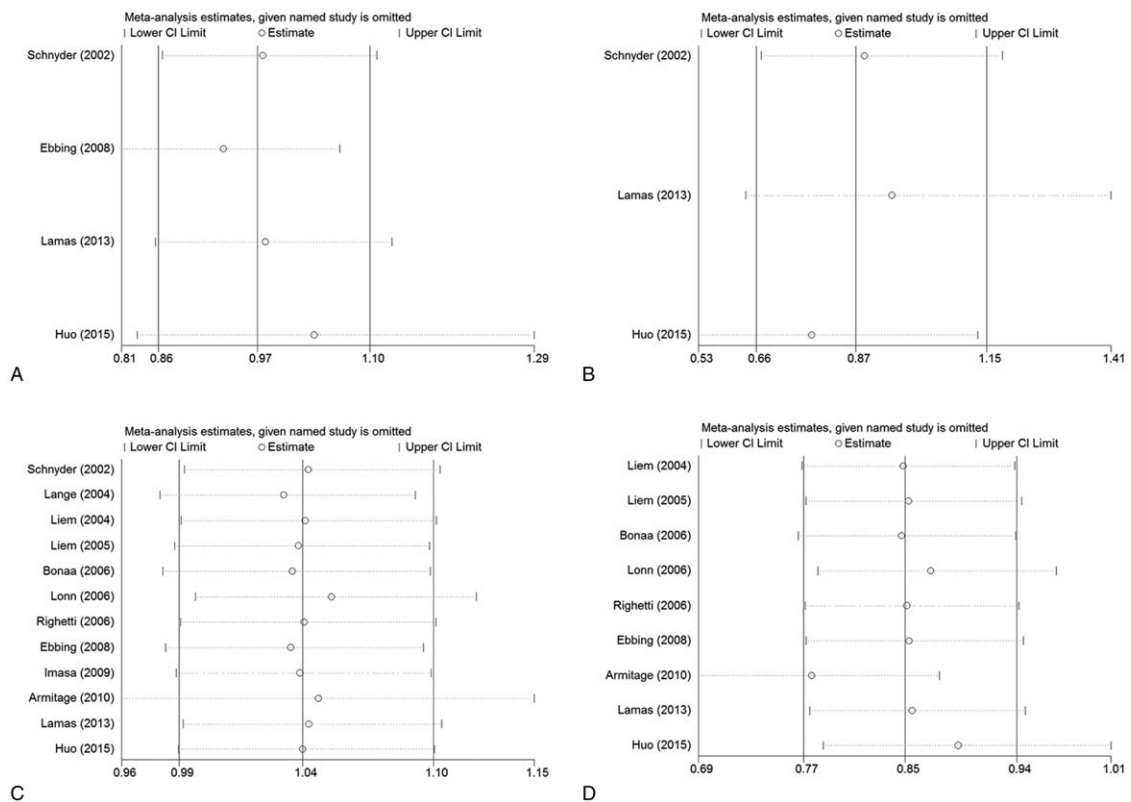 Meta-analysis estimates, given named study is omitted
| Lower CI Limit ○ Estimate | Upper CI Limit
Schnyder (2002)
Ebbing (2008)
Lamas (2013)
Huo (2015)
0.81 0.86 0.97 1.10 1.29
A
Meta-analysis estimates, given named study is omitted
| Lower CI Limit ○ Estimate | Upper CI Limit
Schnyder (2002)
Lamas (2013)
Huo (2015)
0.53 0.66 0.87 1.15 1.41
B
Meta-analysis estimates, given named study is omitted
| Lower CI Limit ○ Estimate | Upper CI Limit
Schnyder (2002)
Lange (2004)
Liem (2004)
Liem (2005)
Bonaa (2006)
Lonn (2006)
Righetti (2006)
Ebbing (2008)
Imasa (2009)
Armitage (2010)
Lamas (2013)
Huo (2015)
0.96 0.99 1.04 1.10 1.15
C
Meta-analysis estimates, given named study is omitted
| Lower CI Limit ○ Estimate | Upper CI Limit
Liem (2004)
Liem (2005)
Bonaa (2006)
Lonn (2006)
Righetti (2006)
Ebbing (2008)
Armitage (2010)
Lamas (2013)
Huo (2015)
0.69 0.77 0.85 0.94 1.01
D